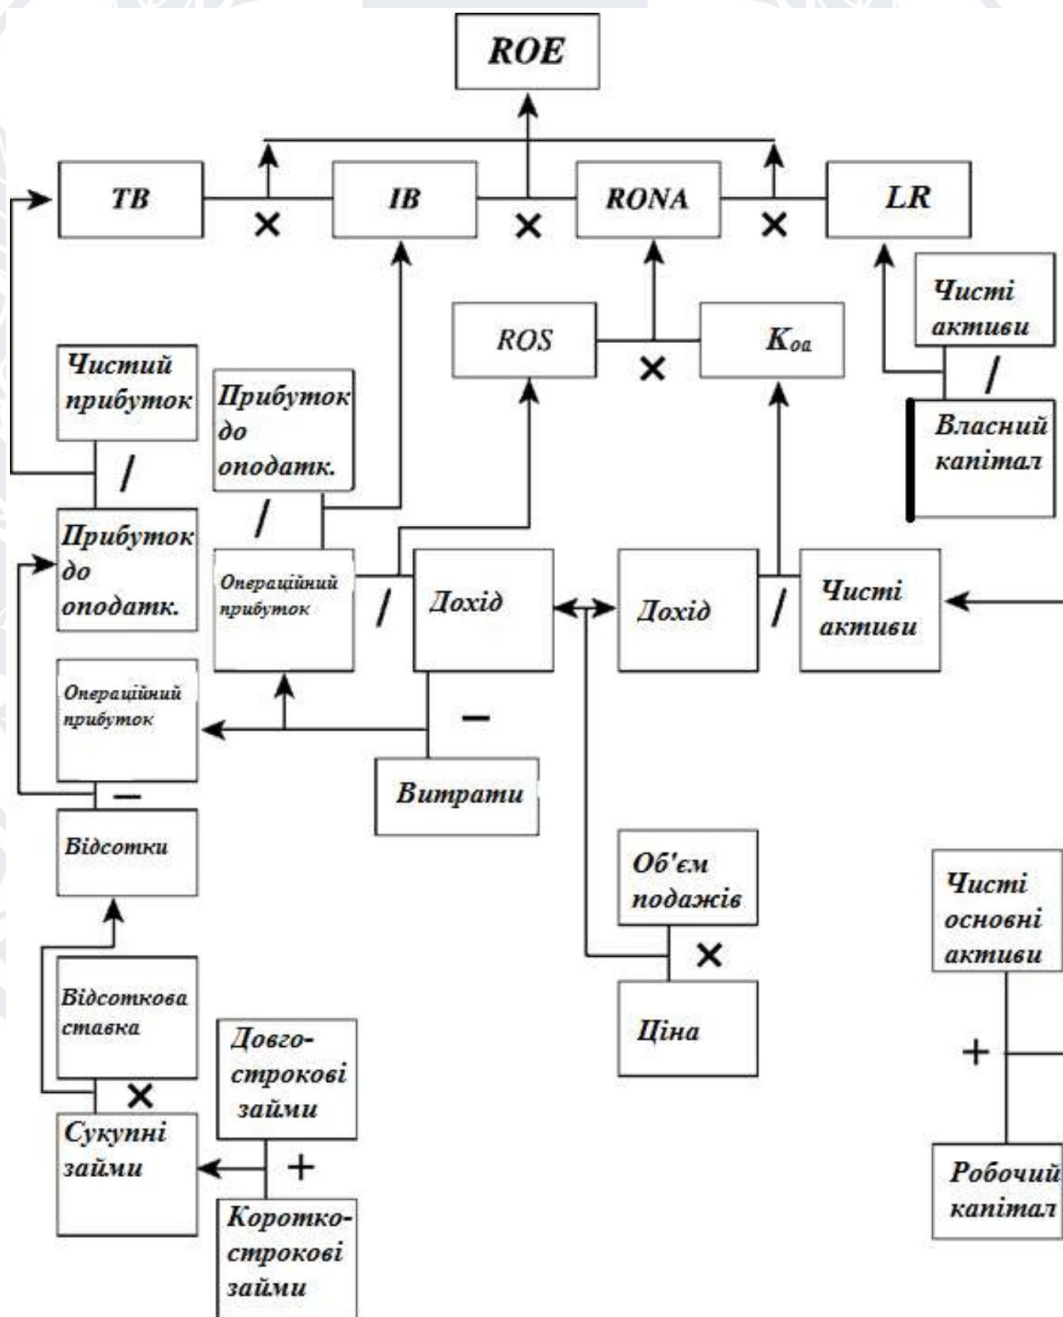 ROE
TB
IB
RONA
LR
×
×
×
ROS
×
Kоа
Чисті
активи
/
Власний
капітал
Чистий
прибуток
/
Прибуток
до
оподатк.
Прибуток
до
оподатк.
/
Операційний
прибуток
/
Дохід
Дохід
/
Чисті
активи
Операційний
прибуток
–
Витрати
–
Відсотки
Об'єм
подажів
×
Ціна
Чисті
основні
активи
+
Робочий
капітал
Відсоткова
ставка
×
Сукупні
займи
Довго-
строкові
займи
+
Коротко-
строкові
займи